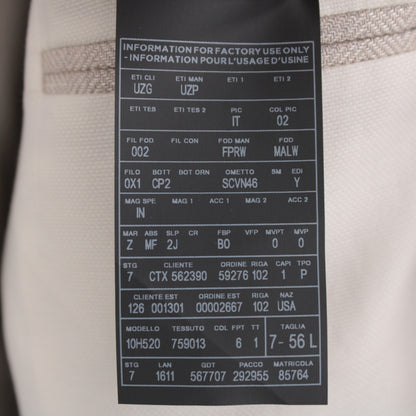 INFORMATION FOR FACTORY USE ONLY
- INFORMATION POUR L'USAGE D'USINE
ETI CLI ETI MAN ETI 1 ETI 2
UZG UZP
ETI TEB ETI TES 2 PIC COL PIC
IT 02
FIL FOD FIL CON FOD MAN FOD
002 FPRW MALW
FILO BOTT BOT ORN OMETTO SM EDI
0X1 CP2 SCVN46 Y
MAG SPE MAG 1 ACC 1 MAG 2 ACC 2
IN
MAR ABS SLP CR FBP BFV MVPT MVP
Z MF 2J BO 0 0
STG CLIENTE ORDINE RIGA CAPI TPO
7 CTX 562390 59276 102 1 P
CLIENTE EST ORDINE EST RIGA NAZ
126 001301 00002667 102 USA
MODELLO TESSUTO COL FPT TT TAGLIA
10H520 759013 6 1 7- 56 L
STG LAN GDT PACCO MATRICOLA
7 1611 567707 292955 85764